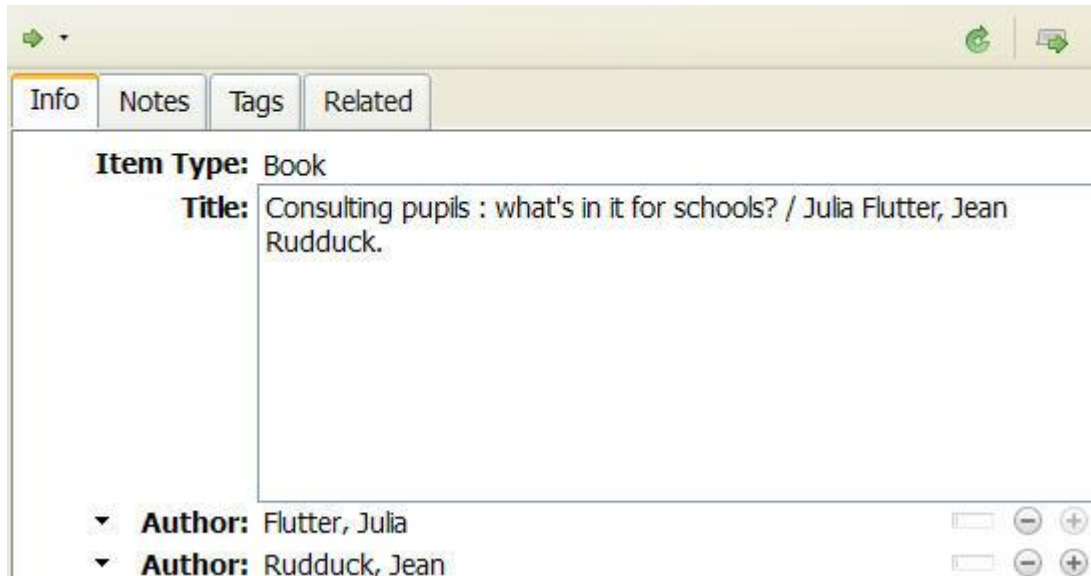 Info Notes Tags Related
Item Type: Book
Title: Consulting pupils : what's in it for schools? / Julia Flutter, Jean
Rudduck.
Author: Flutter, Julia
Author: Rudduck, Jean